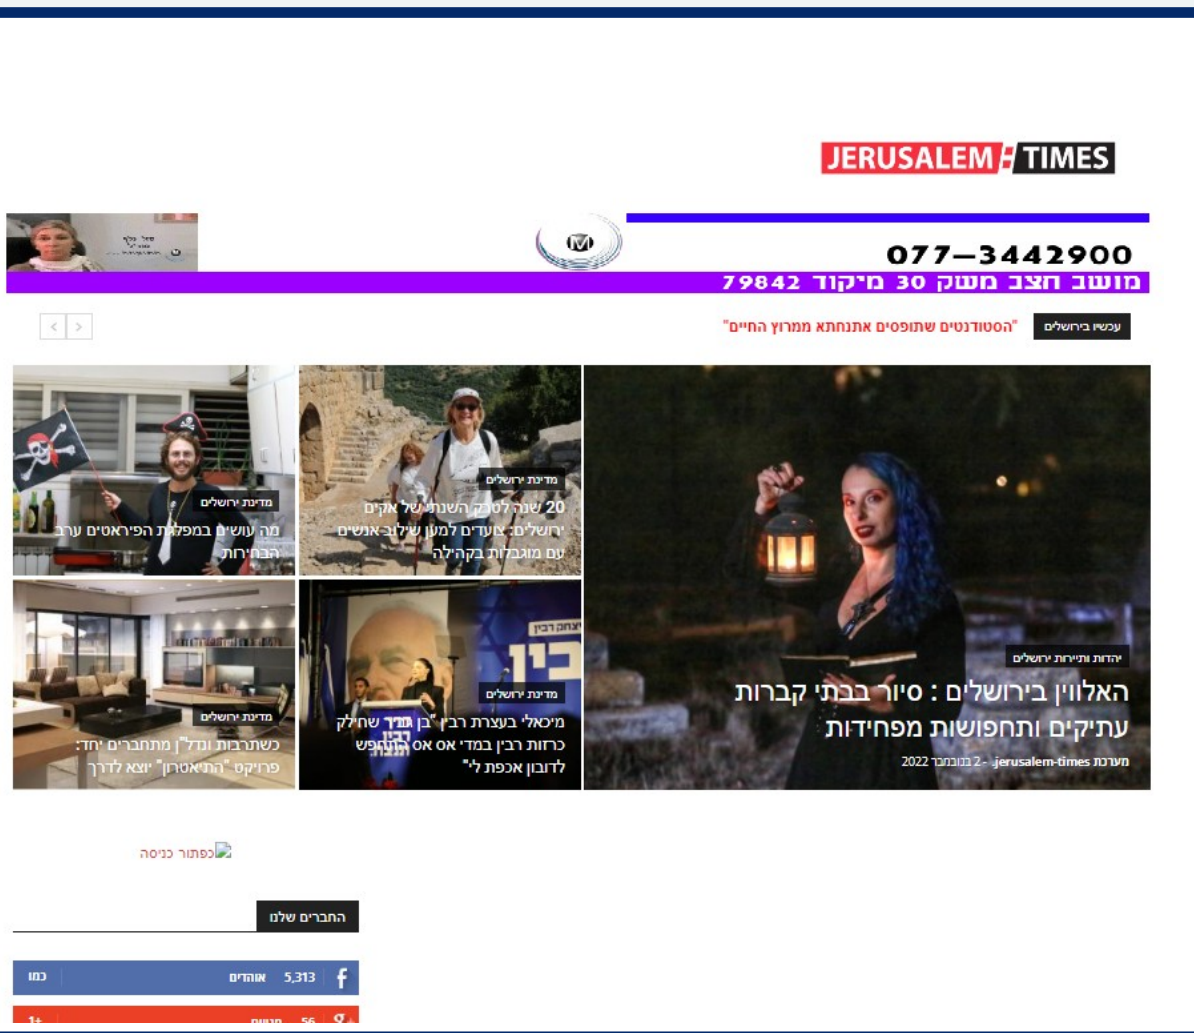 JERUSALEM TIMES
077-3442900
מושב חצב משק 30 מיקוד 79842
עכשיו בירושלים
"הסטודנטים שתופסים אתנחתא ממרוץ החיים"
יהדות ותיירות ירושלים
האלווין בירושלים : סיור בבתי קברות
עתיקים ותחפושות מפחידות
מערכת jerusalem-times. - 2 בנובמבר 2022
מדינת ירושלים
20 שנה לטרק השנתי של אקים
ירושלים: צועדים למען שילוב אנשים
עם מוגבלות בקהילה
מדינת ירושלים
מה עושים במפלגת הפיראטים ערב
הבחירות
יצחק רבין
מדינת ירושלים
מיכאלי בעצרת רבין "בן גביר שחילק
כרזות רבין במדי אס אס התחפש
לדובון אכפת לי"
מדינת ירושלים
כשתרבות ונדל"ן מתחברים יחד:
פרויקט "התיאטרון" יוצא לדרך
כפתור כניסה
החברים שלנו
5,313 אוהדים
כמו
56
+1